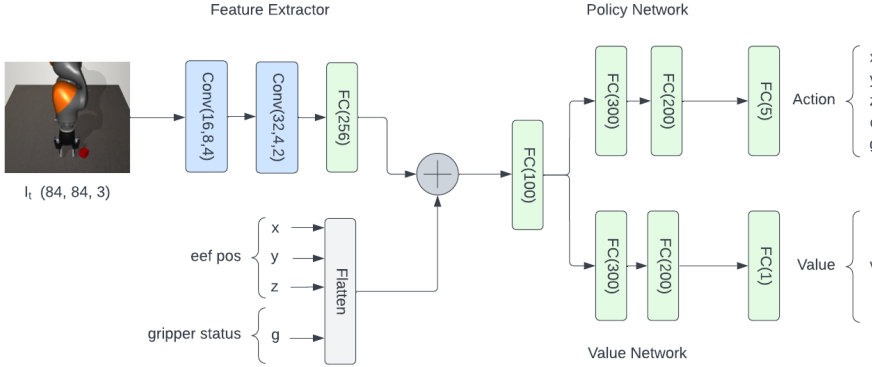 Feature Extractor
Policy Network
Conv(16,8,4)
Conv(32,4,2)
FC(256)
I_t (84, 84, 3)
FC(100)
FC(300)
FC(200)
FC(5)
Action
eef pos
x
y
z
gripper status
g
Flatten
FC(300)
FC(200)
FC(1)
Value
Value Network